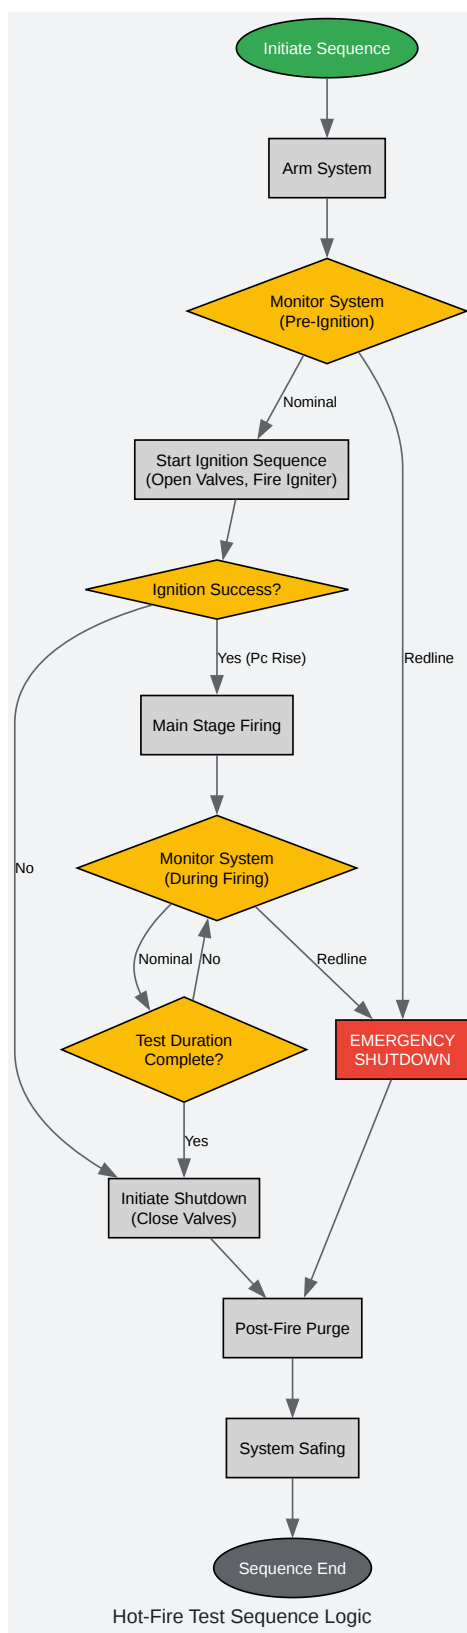 Initiate Sequence
Arm System
Monitor System
(Pre-Ignition)
Nominal
Start Ignition Sequence
(Open Valves, Fire Igniter)
Ignition Success?
Yes (Pc Rise)
Redline
Main Stage Firing
Monitor System
(During Firing)
No
Nominal
No
Redline
Test Duration
Complete?
EMERGENCY
SHUTDOWN
Yes
Initiate Shutdown
(Close Valves)
Post-Fire Purge
System Safing
Sequence End
Hot-Fire Test Sequence Logic